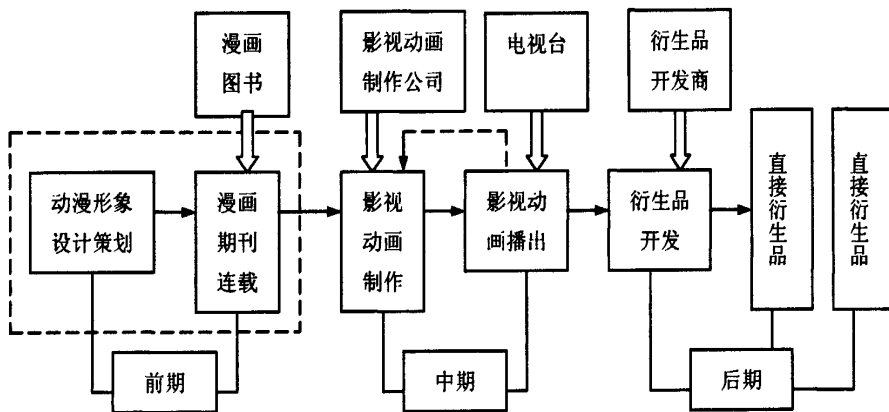 漫画
图书
影视动画
制作公司
电视台
衍生品
开发商
动漫形象
设计策划
漫画
期刊
连载
影视
动画
制作
影视动
画播出
衍生品
开发
直接衍生品
直接衍生品
前期
中期
后期